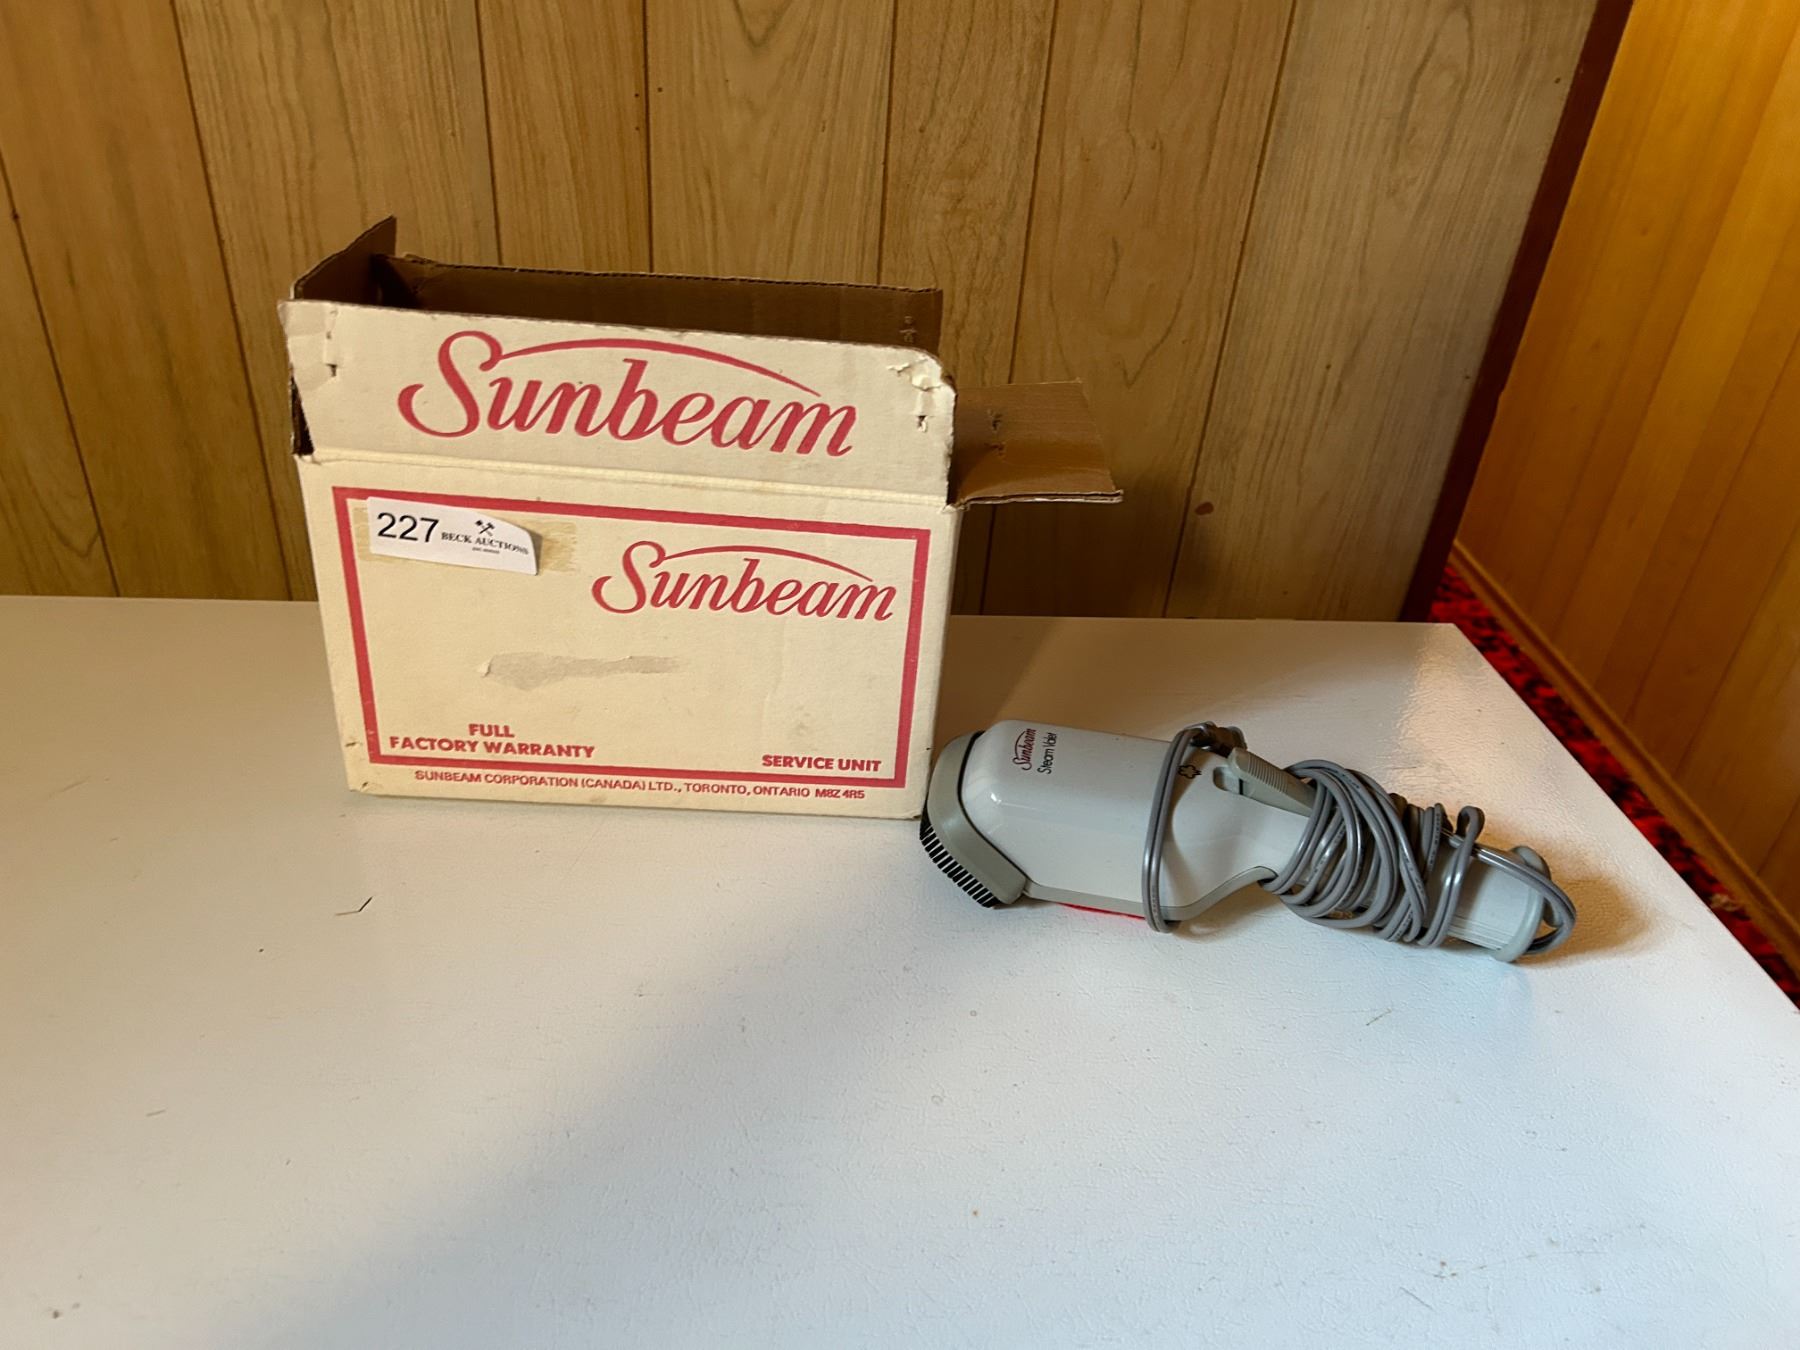 Sunbeam
227 BECK AUCTIONS
Sunbeam
FULL
FACTORY WARRANTY
SERVICE UNIT
SUNBEAM CORPORATION (CANADA) LTD., TORONTO, ONTARIO M8Z 4R5
Sunbeam
Steam Valet